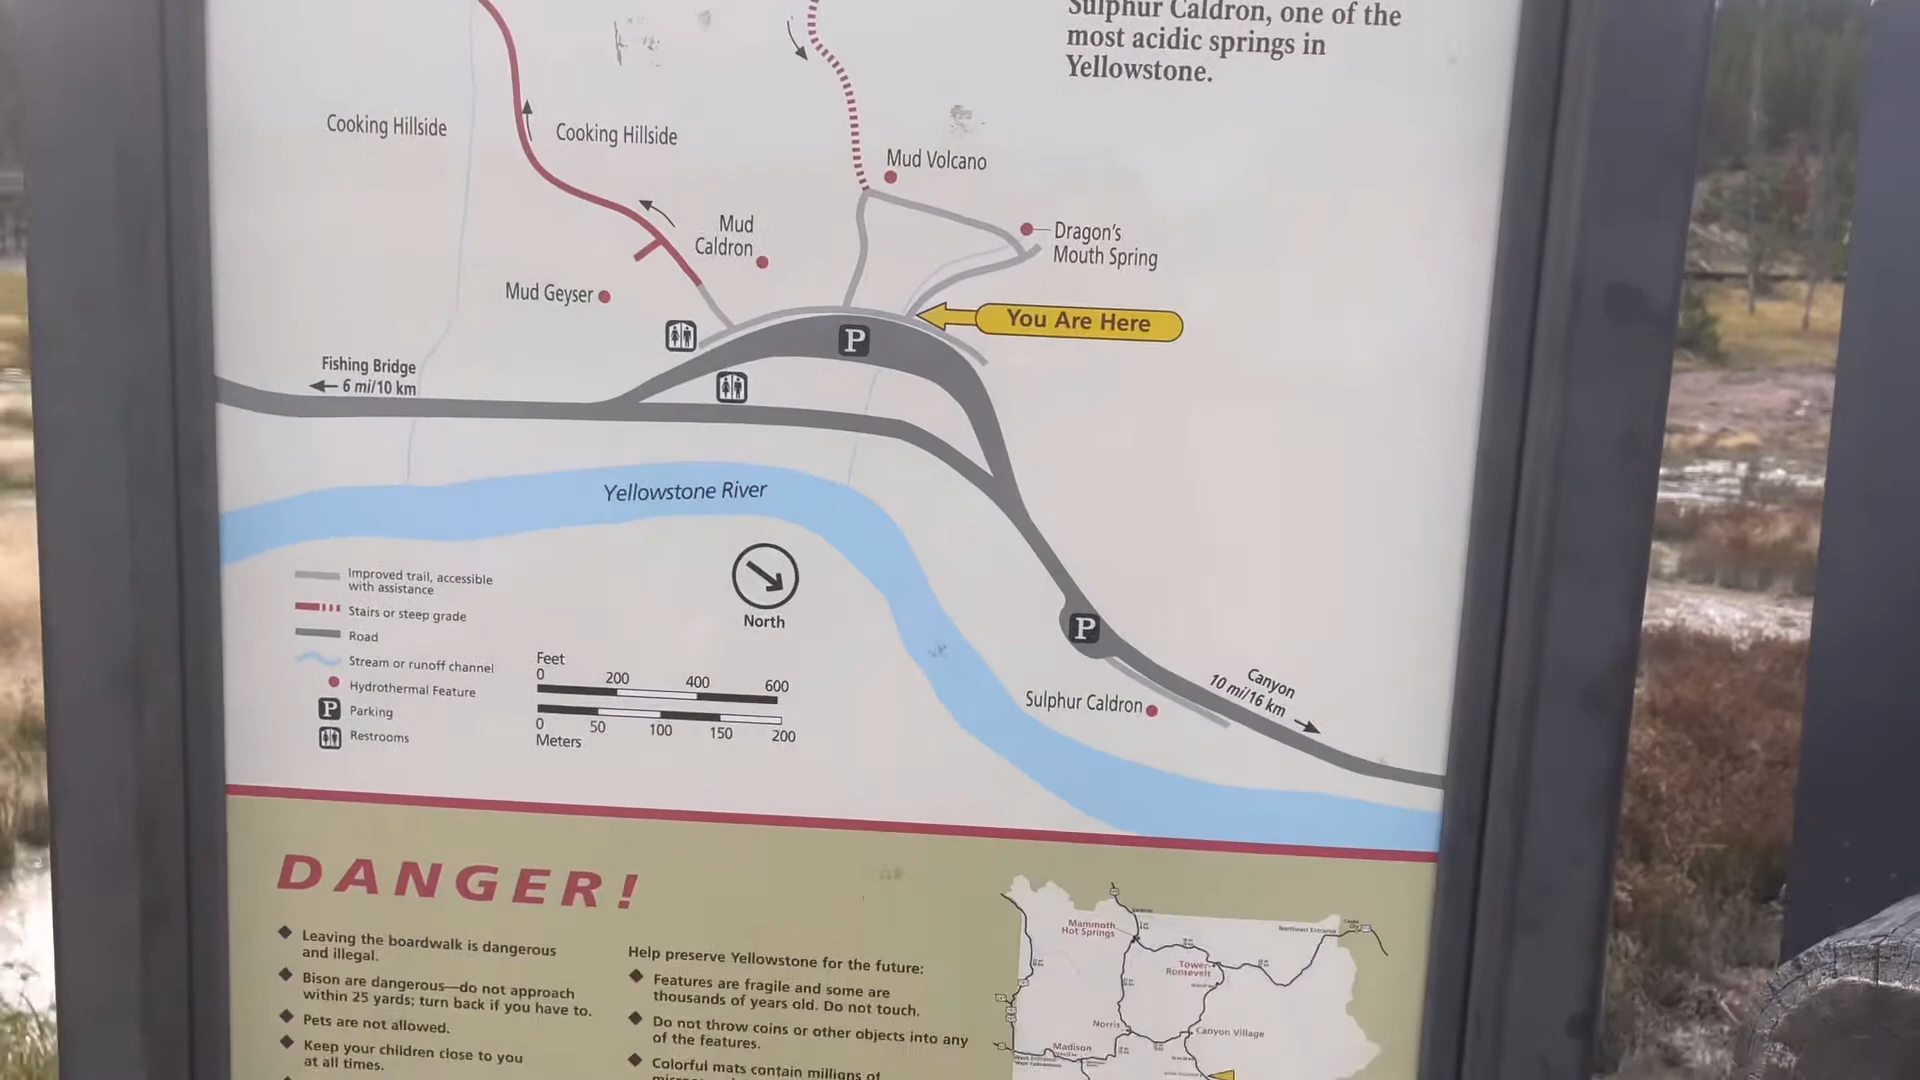 Sulphur Caldron, one of the
most acidic springs in
Yellowstone.
Cooking Hillside
Cooking Hillside
Mud Volcano
Mud
Caldron
Dragon's
Mouth Spring
Mud Geyser
You Are Here
P
Fishing Bridge
6 mi/10 km
Yellowstone River
North
P
Canyon
10 mi/16 km
Sulphur Caldron
Improved trail, accessible
with assistance
Stairs or steep grade
Road
Stream or runoff channel
Hydrothermal Feature
P Parking
Restrooms
Feet
0 200 400 600
0 50 100 150 200
Meters
DANGER!
Leaving the boardwalk is dangerous
and illegal.
Bison are dangerous—do not approach
within 25 yards; turn back if you have to.
Pets are not allowed.
Keep your children close to you
at all times.
Help preserve Yellowstone for the future:
Features are fragile and some are
thousands of years old. Do not touch.
Do not throw coins or other objects into any
of the features.
Colorful mats contain millions of
Mammoth
Hot Springs
Northeast Entrance
Tower-
Roosevelt
Norris
Canyon Village
Madison